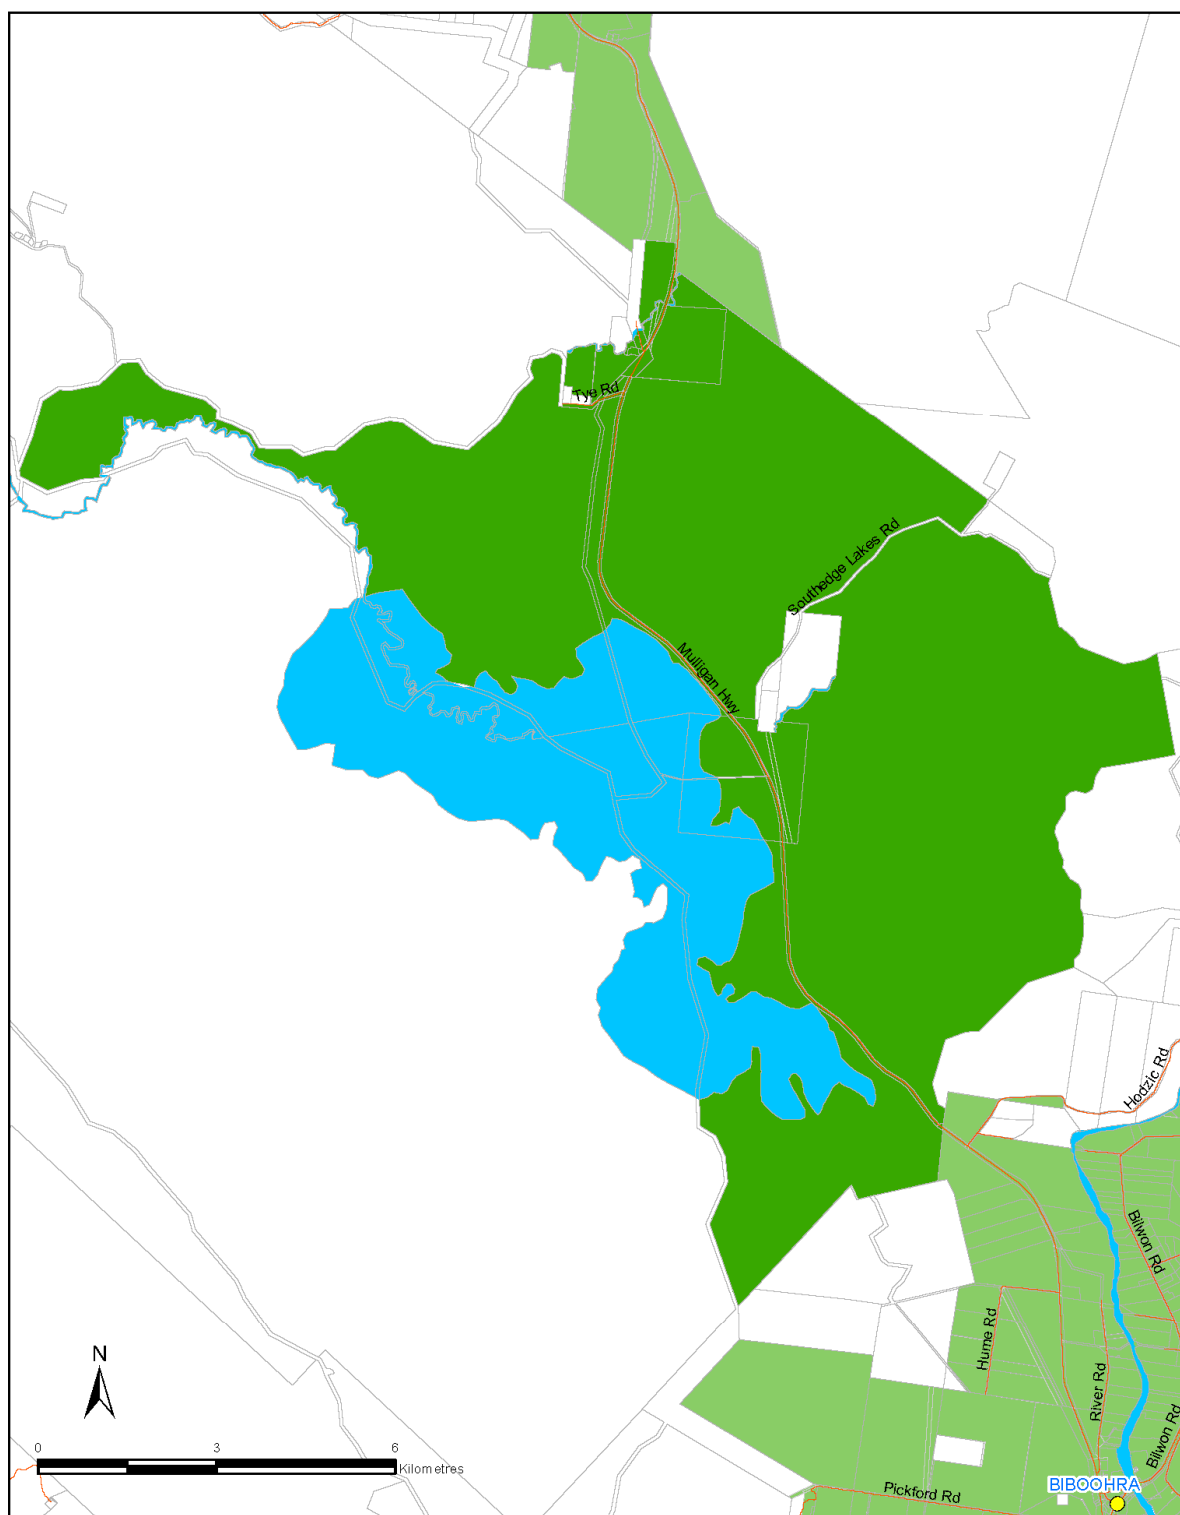 Tye Rd
Southedge Lakes Rd
Mulligan Hwy
Hodzic Rd
Bilwon Rd
Hume Rd
River Rd
Bilwon Rd
N
0 3 6
Kilometres
Pickford Rd
BIBOOHRA